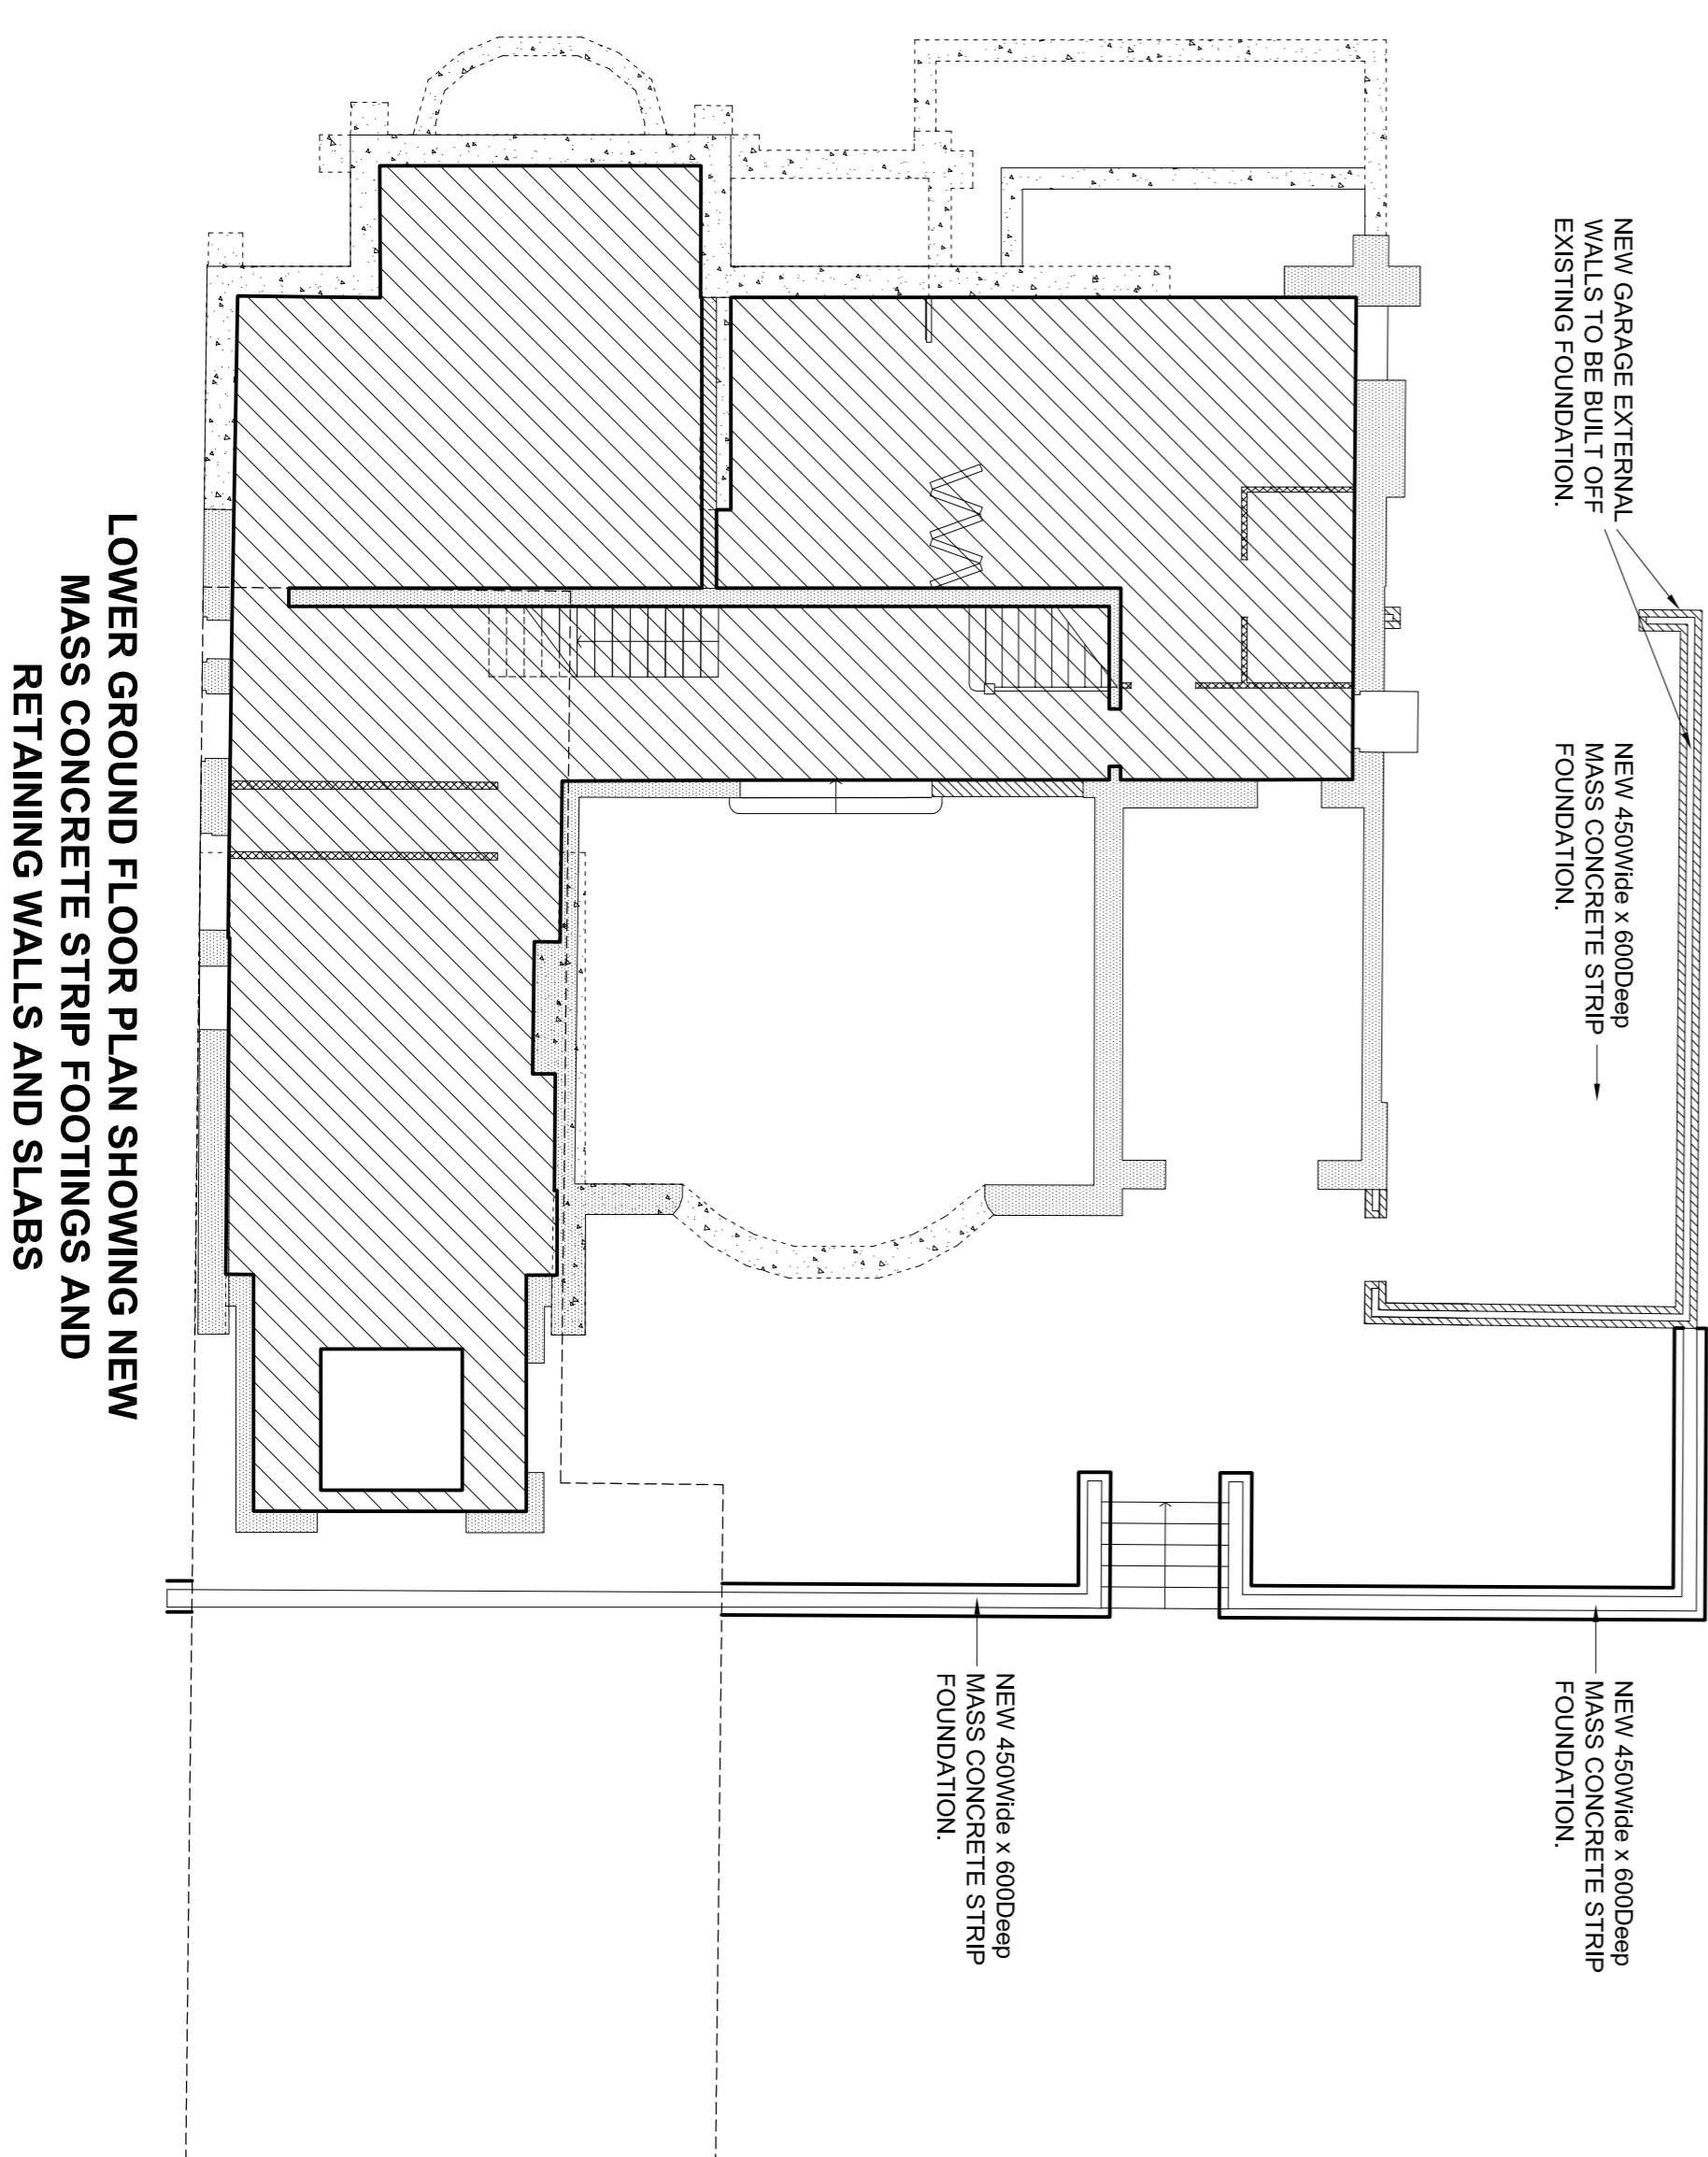 NEW GARAGE EXTERNAL
WALLS TO BE BUILT OFF
EXISTING FOUNDATION.
NEW 450Wide x 600Deep
MASS CONCRETE STRIP
FOUNDATION.
NEW 450Wide x 600Deep
MASS CONCRETE STRIP
FOUNDATION.
NEW 450Wide x 600Deep
MASS CONCRETE STRIP
FOUNDATION.
LOWER GROUND FLOOR PLAN SHOWING NEW
MASS CONCRETE STRIP FOOTINGS AND
RETAINING WALLS AND SLABS